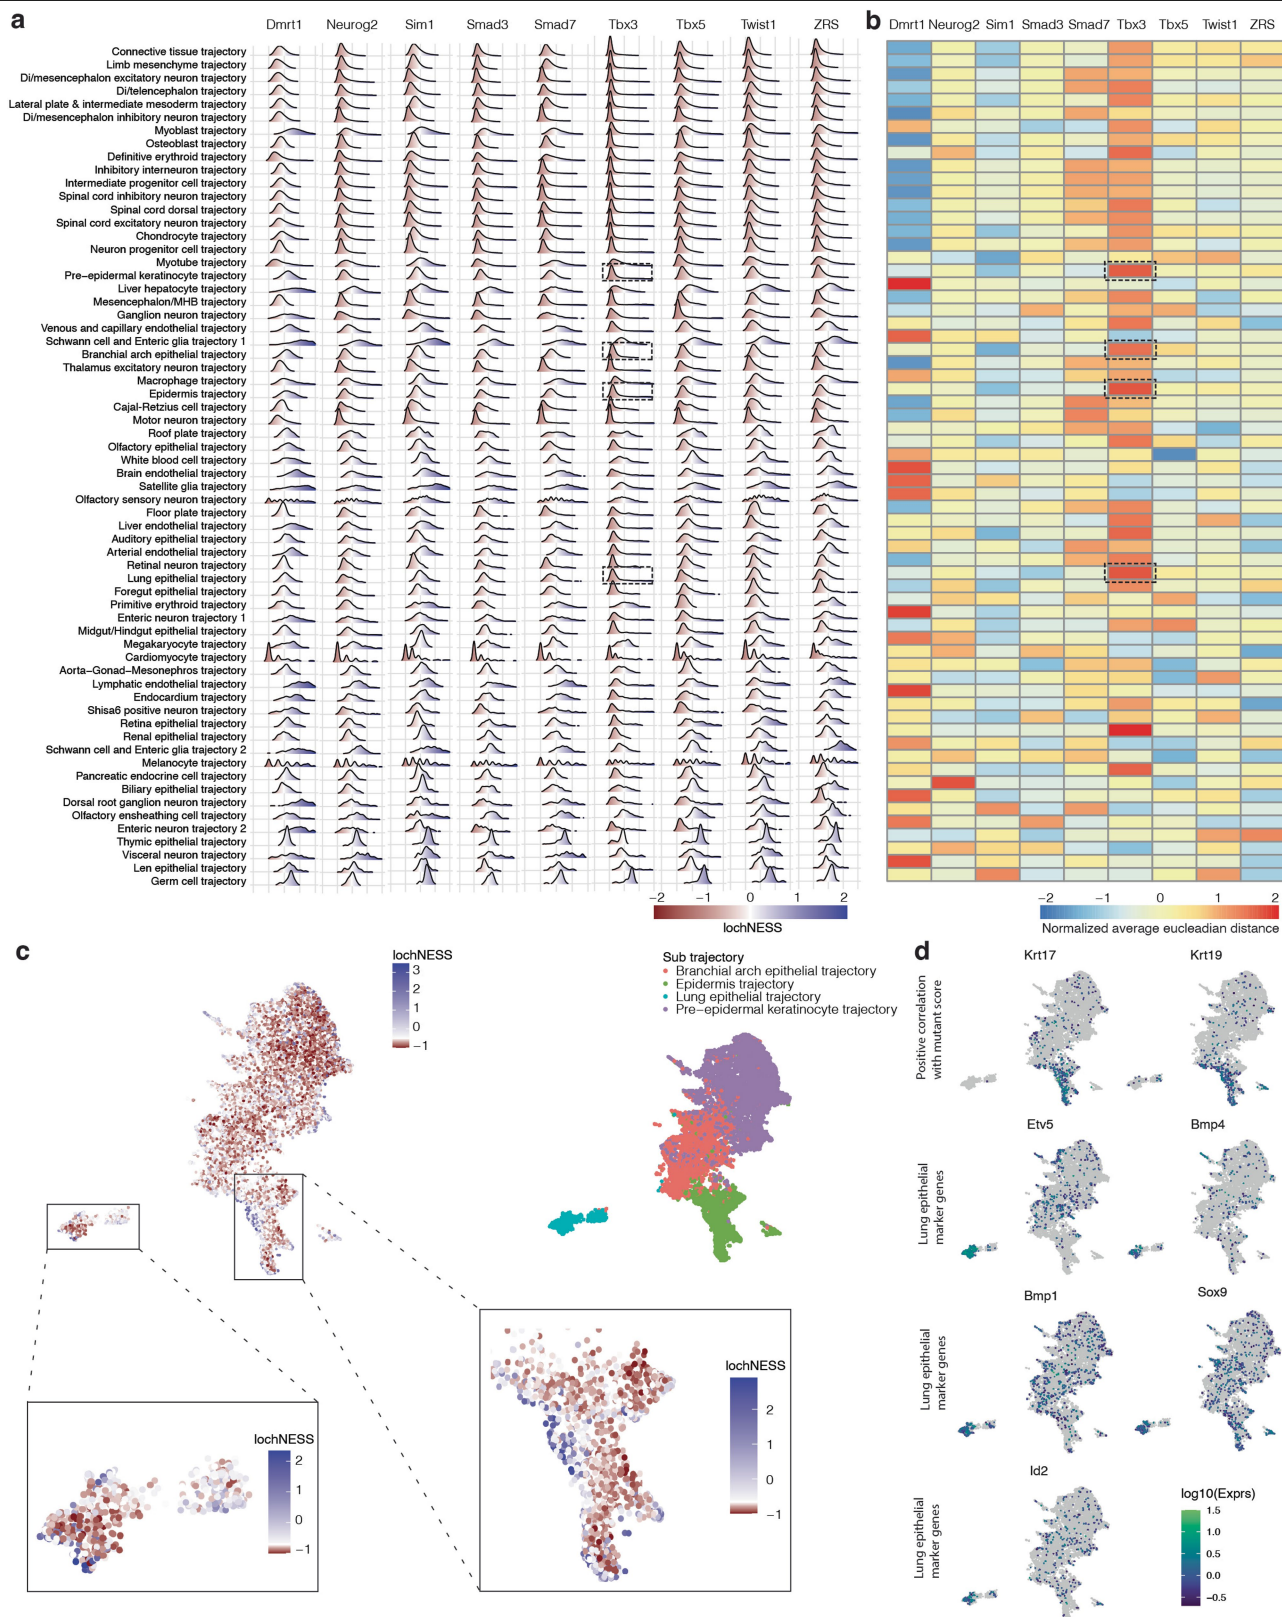 a
Dmrt1 Neurog2 Sim1 Smad3 Smad7 Tbx3 Tbx5 Twist1 ZRS
Connective tissue trajectory
Limb mesenchyme trajectory
Di/mesencephalon excitatory neuron trajectory
Di/telencephalon trajectory
Lateral plate & intermediate mesoderm trajectory
Di/mesencephalon inhibitory neuron trajectory
Myoblast trajectory
Osteoblast trajectory
Definitive erythroid trajectory
Inhibitory interneuron trajectory
Intermediate progenitor cell trajectory
Spinal cord inhibitory neuron trajectory
Spinal cord dorsal trajectory
Spinal cord excitatory neuron trajectory
Chondrocyte trajectory
Neuron progenitor cell trajectory
Myotube trajectory
Pre−epidermal keratinocyte trajectory
Liver hepatocyte trajectory
Mesencephalon/MHB trajectory
Ganglion neuron trajectory
Venous and capillary endothelial trajectory
Schwann cell and Enteric glia trajectory 1
Branchial arch epithelial trajectory
Thalamus excitatory neuron trajectory
Macrophage trajectory
Epidermis trajectory
Cajal-Retzius cell trajectory
Motor neuron trajectory
Roof plate trajectory
Olfactory epithelial trajectory
White blood cell trajectory
Brain endothelial trajectory
Satellite glia trajectory
Olfactory sensory neuron trajectory
Floor plate trajectory
Liver endothelial trajectory
Auditory epithelial trajectory
Arterial endothelial trajectory
Retinal neuron trajectory
Lung epithelial trajectory
Foregut epithelial trajectory
Primitive erythroid trajectory
Enteric neuron trajectory 1
Midgut/Hindgut epithelial trajectory
Megakaryocyte trajectory
Cardiomyocyte trajectory
Aorta−Gonad−Mesonephros trajectory
Lymphatic endothelial trajectory
Endocardium trajectory
Shisa6 positive neuron trajectory
Retina epithelial trajectory
Renal epithelial trajectory
Schwann cell and Enteric glia trajectory 2
Melanocyte trajectory
Pancreatic endocrine cell trajectory
Biliary epithelial trajectory
Dorsal root ganglion neuron trajectory
Olfactory ensheathing cell trajectory
Enteric neuron trajectory 2
Thymic epithelial trajectory
Visceral neuron trajectory
Len epithelial trajectory
Germ cell trajectory
−2 −1 0 1 2
lochNESS
b
Dmrt1 Neurog2 Sim1 Smad3 Smad7 Tbx3 Tbx5 Twist1 ZRS
−2 −1 0 1 2
Normalized average eucleadian distance
c
lochNESS
3
2
1
0
−1
Sub trajectory
Branchial arch epithelial trajectory
Epidermis trajectory
Lung epithelial trajectory
Pre−epidermal keratinocyte trajectory
lochNESS
2
1
0
−1
lochNESS
2
1
0
−1
d
Krt17 Krt19
Positive correlation
with mutant score
Etv5 Bmp4
Lung epithelial
marker genes
Bmp1 Sox9
Lung epithelial
marker genes
Id2
Lung epithelial
marker genes
log10(Exprs)
1.5
1.0
0.5
0.0
−0.5